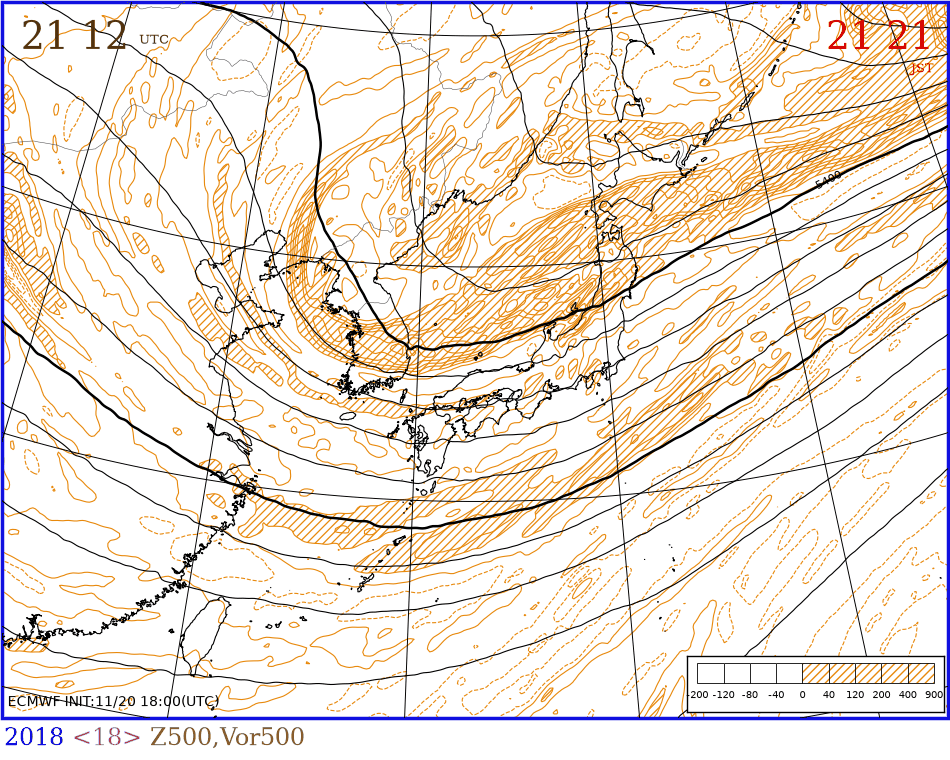 21 12 UTC
21 21
JST
5400
ECMWF INIT:11/20 18:00(UTC)
-200 -120 -80 -40 0 40 120 200 400 900
2018 <18> Z500,Vor500